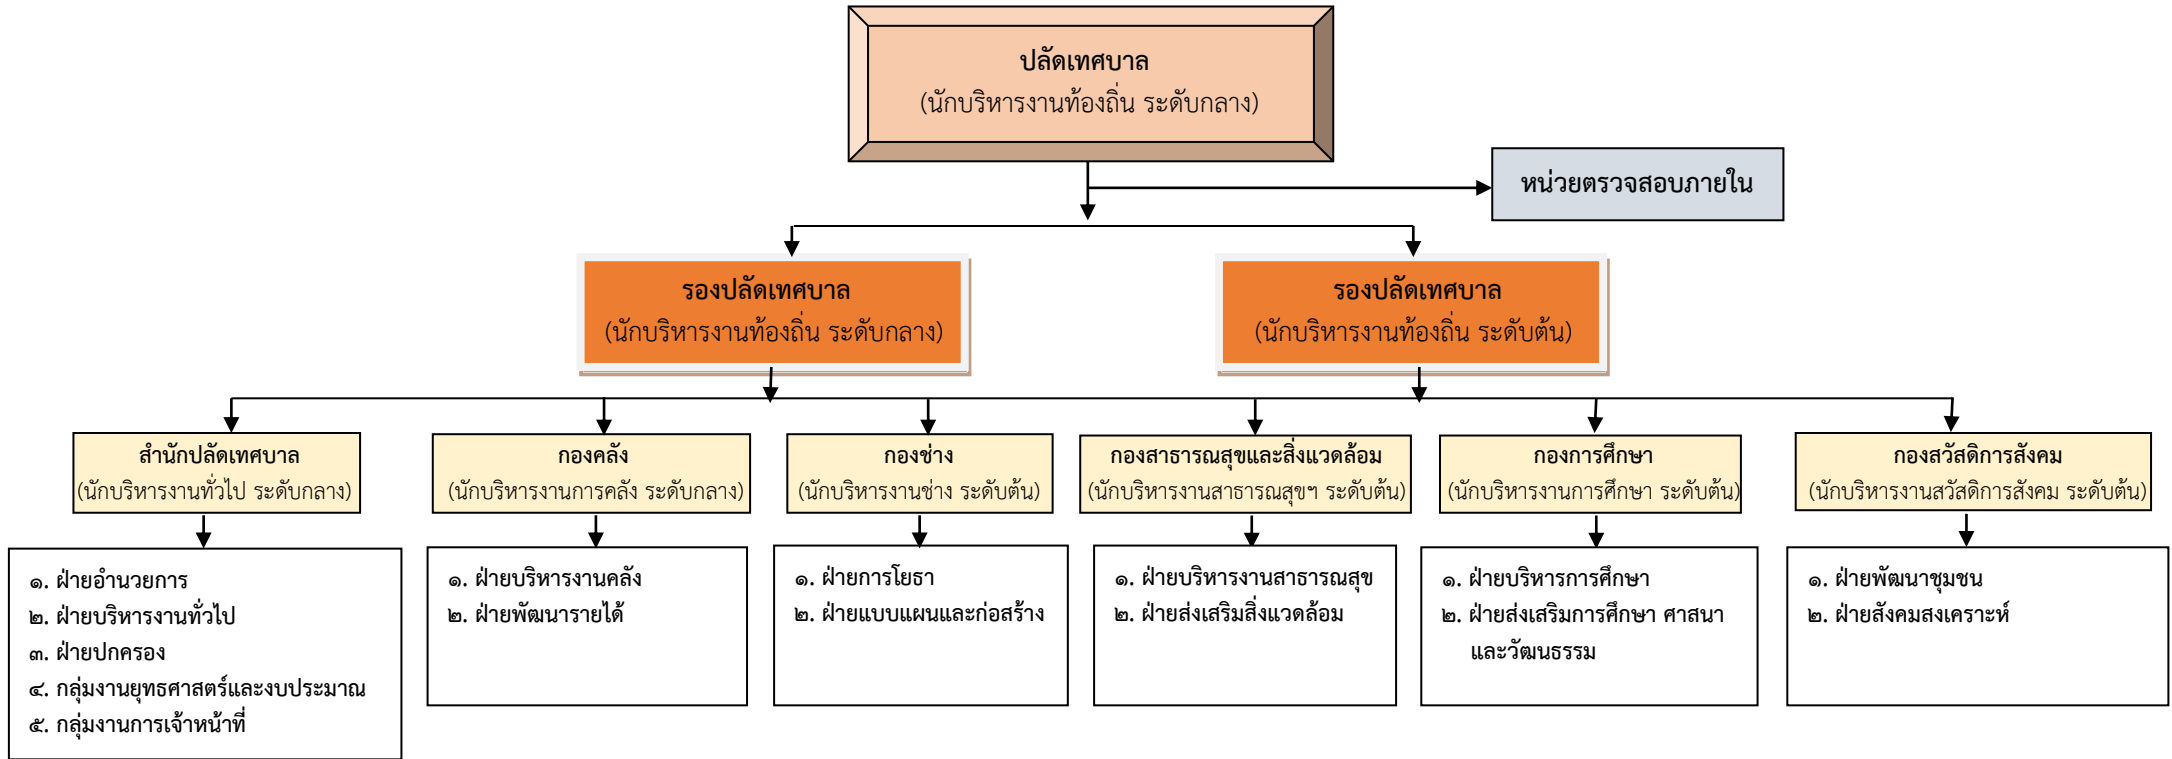 ปลัดเทศบาล
(นักบริหารงานท้องถิ่น ระดับกลาง)
หน่วยตรวจสอบภายใน
รองปลัดเทศบาล
(นักบริหารงานท้องถิ่น ระดับกลาง)
รองปลัดเทศบาล
(นักบริหารงานท้องถิ่น ระดับต้น)
สำนักปลัดเทศบาล
(นักบริหารงานทั่วไป ระดับกลาง)
กองคลัง
(นักบริหารงานการคลัง ระดับกลาง)
กองช่าง
(นักบริหารงานช่าง ระดับต้น)
กองสาธารณสุขและสิ่งแวดล้อม
(นักบริหารงานสาธารณสุขฯ ระดับต้น)
กองการศึกษา
(นักบริหารงานการศึกษา ระดับต้น)
กองสวัสดิการสังคม
(นักบริหารงานสวัสดิการสังคม ระดับต้น)
๑. ฝ่ายอำนวยการ
๒. ฝ่ายบริหารงานทั่วไป
๓. ฝ่ายปกครอง
๔. กลุ่มงานยุทธศาสตร์และงบประมาณ
๕. กลุ่มงานการเจ้าหน้าที่
๑. ฝ่ายบริหารงานคลัง
๒. ฝ่ายพัฒนารายได้
๑. ฝ่ายการโยธา
๒. ฝ่ายแบบแผนและก่อสร้าง
๑. ฝ่ายบริหารงานสาธารณสุข
๒. ฝ่ายส่งเสริมสิ่งแวดล้อม
๑. ฝ่ายบริหารการศึกษา
๒. ฝ่ายส่งเสริมการศึกษา ศาสนา
และวัฒนธรรม
๑. ฝ่ายพัฒนาชุมชน
๒. ฝ่ายสังคมสงเคราะห์